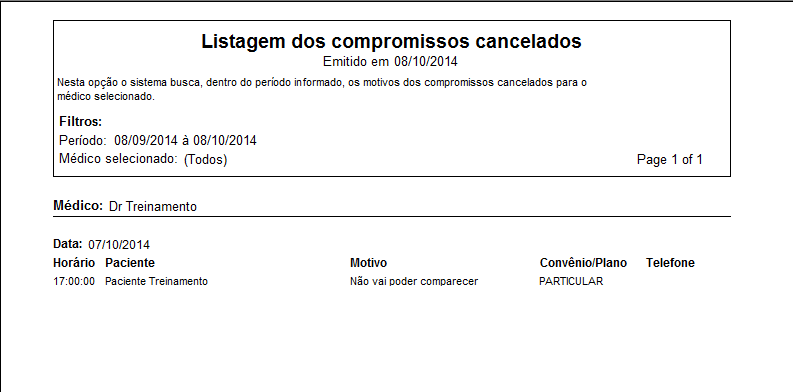 Listagem dos compromissos cancelados
Emitido em 08/10/2014
Nesta opção o sistema busca, dentro do período informado, os motivos dos compromissos cancelados para o
médico selecionado.
Filtros:
Período: 08/09/2014 à 08/10/2014
Médico selecionado: (Todos) Page 1 of 1
Médico: Dr Treinamento
Data: 07/10/2014
Horário Paciente Motivo Convênio/Plano Telefone
17:00:00 Paciente Treinamento Não vai poder comparecer PARTICULAR